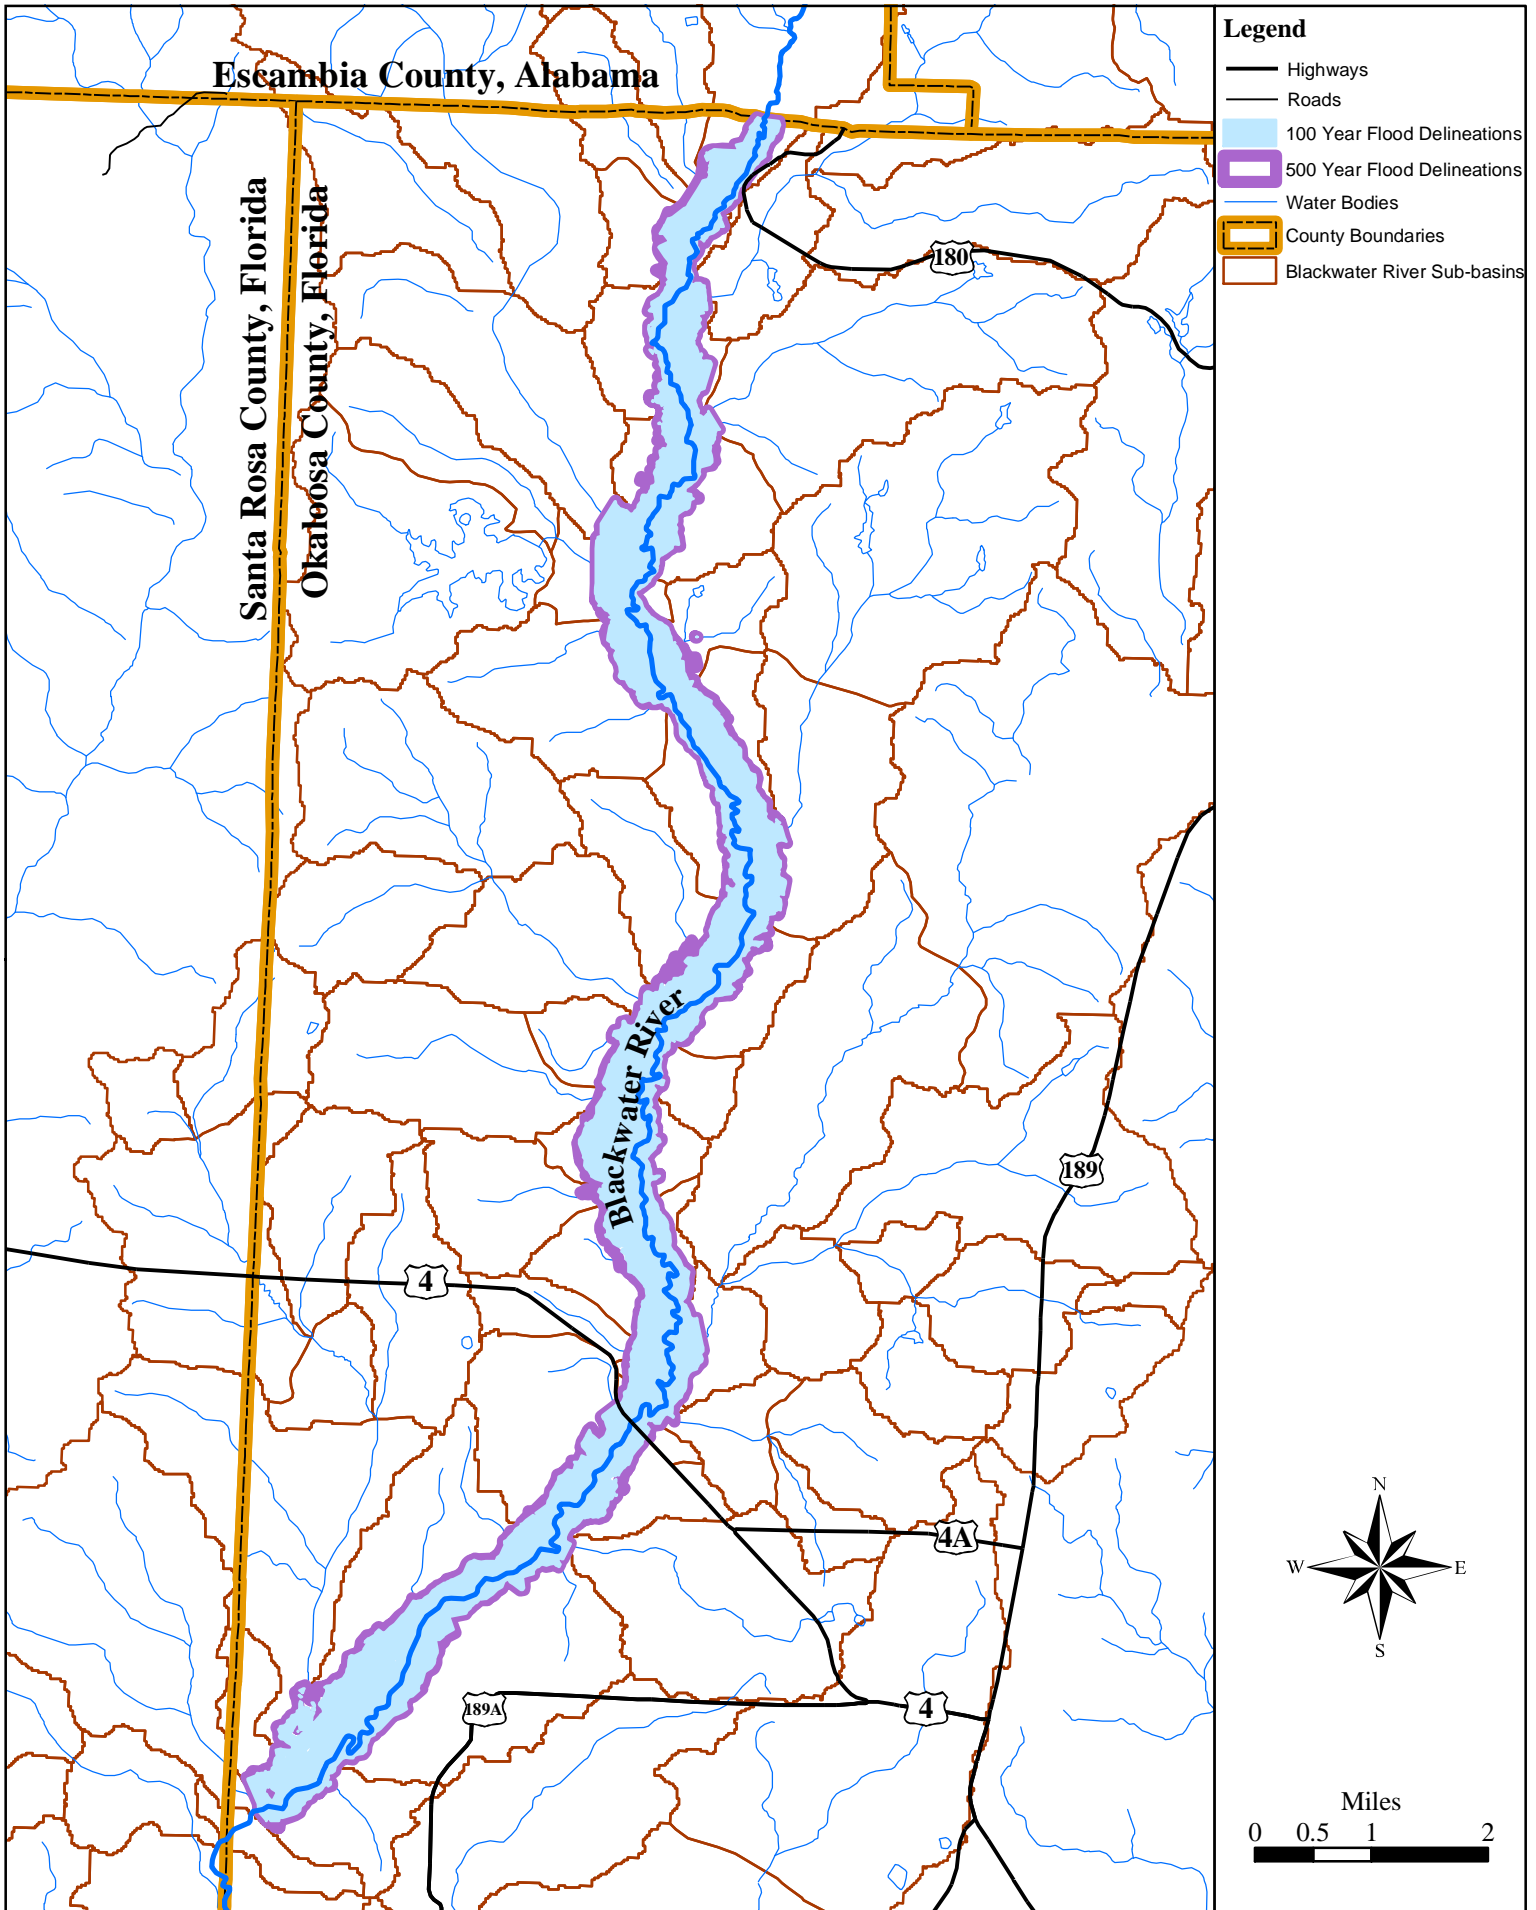 Escambia County, Alabama
Santa Rosa County, Florida
Okaloosa County, Florida
180
Blackwater River
189
4
4A
189A
4
Legend
Highways
Roads
100 Year Flood Delineations
500 Year Flood Delineations
Water Bodies
County Boundaries
Blackwater River Sub-basins
N
W E
S
Miles
0 0.5 1 2